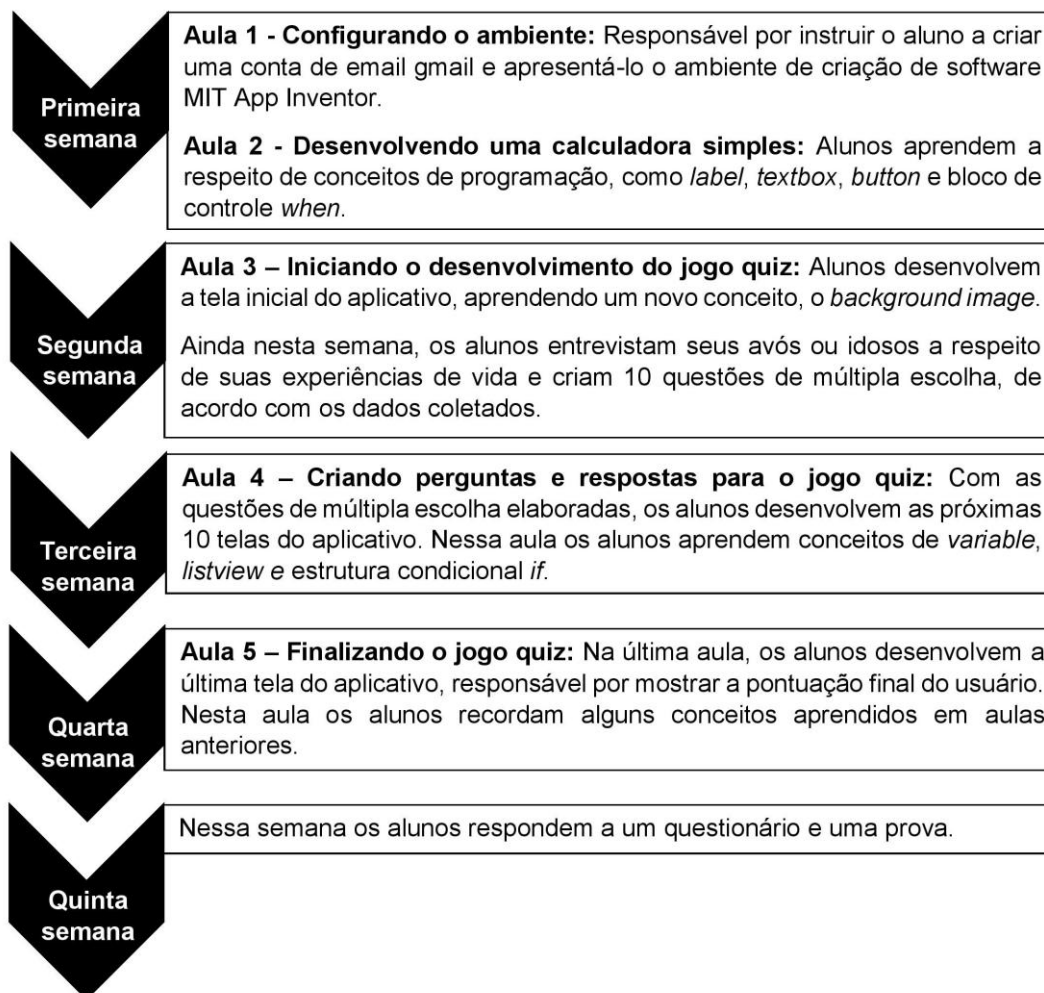 Primeira
semana
Aula 1 - Configurando o ambiente: Responsável por instruir o aluno a criar
uma conta de email gmail e apresentá-lo o ambiente de criação de software
MIT App Inventor.
Aula 2 - Desenvolvendo uma calculadora simples: Alunos aprendem a
respeito de conceitos de programação, como label, textbox, button e bloco de
controle when.
Segunda
semana
Aula 3 – Iniciando o desenvolvimento do jogo quiz: Alunos desenvolvem
a tela inicial do aplicativo, aprendendo um novo conceito, o background image.
Ainda nesta semana, os alunos entrevistam seus avós ou idosos a respeito
de suas experiências de vida e criam 10 questões de múltipla escolha, de
acordo com os dados coletados.
Terceira
semana
Aula 4 – Criando perguntas e respostas para o jogo quiz: Com as
questões de múltipla escolha elaboradas, os alunos desenvolvem as próximas
10 telas do aplicativo. Nessa aula os alunos aprendem conceitos de variable,
listview e estrutura condicional if.
Quarta
semana
Aula 5 – Finalizando o jogo quiz: Na última aula, os alunos desenvolvem a
última tela do aplicativo, responsável por mostrar a pontuação final do usuário.
Nesta aula os alunos recordam alguns conceitos aprendidos em aulas
anteriores.
Quinta
semana
Nessa semana os alunos respondem a um questionário e uma prova.